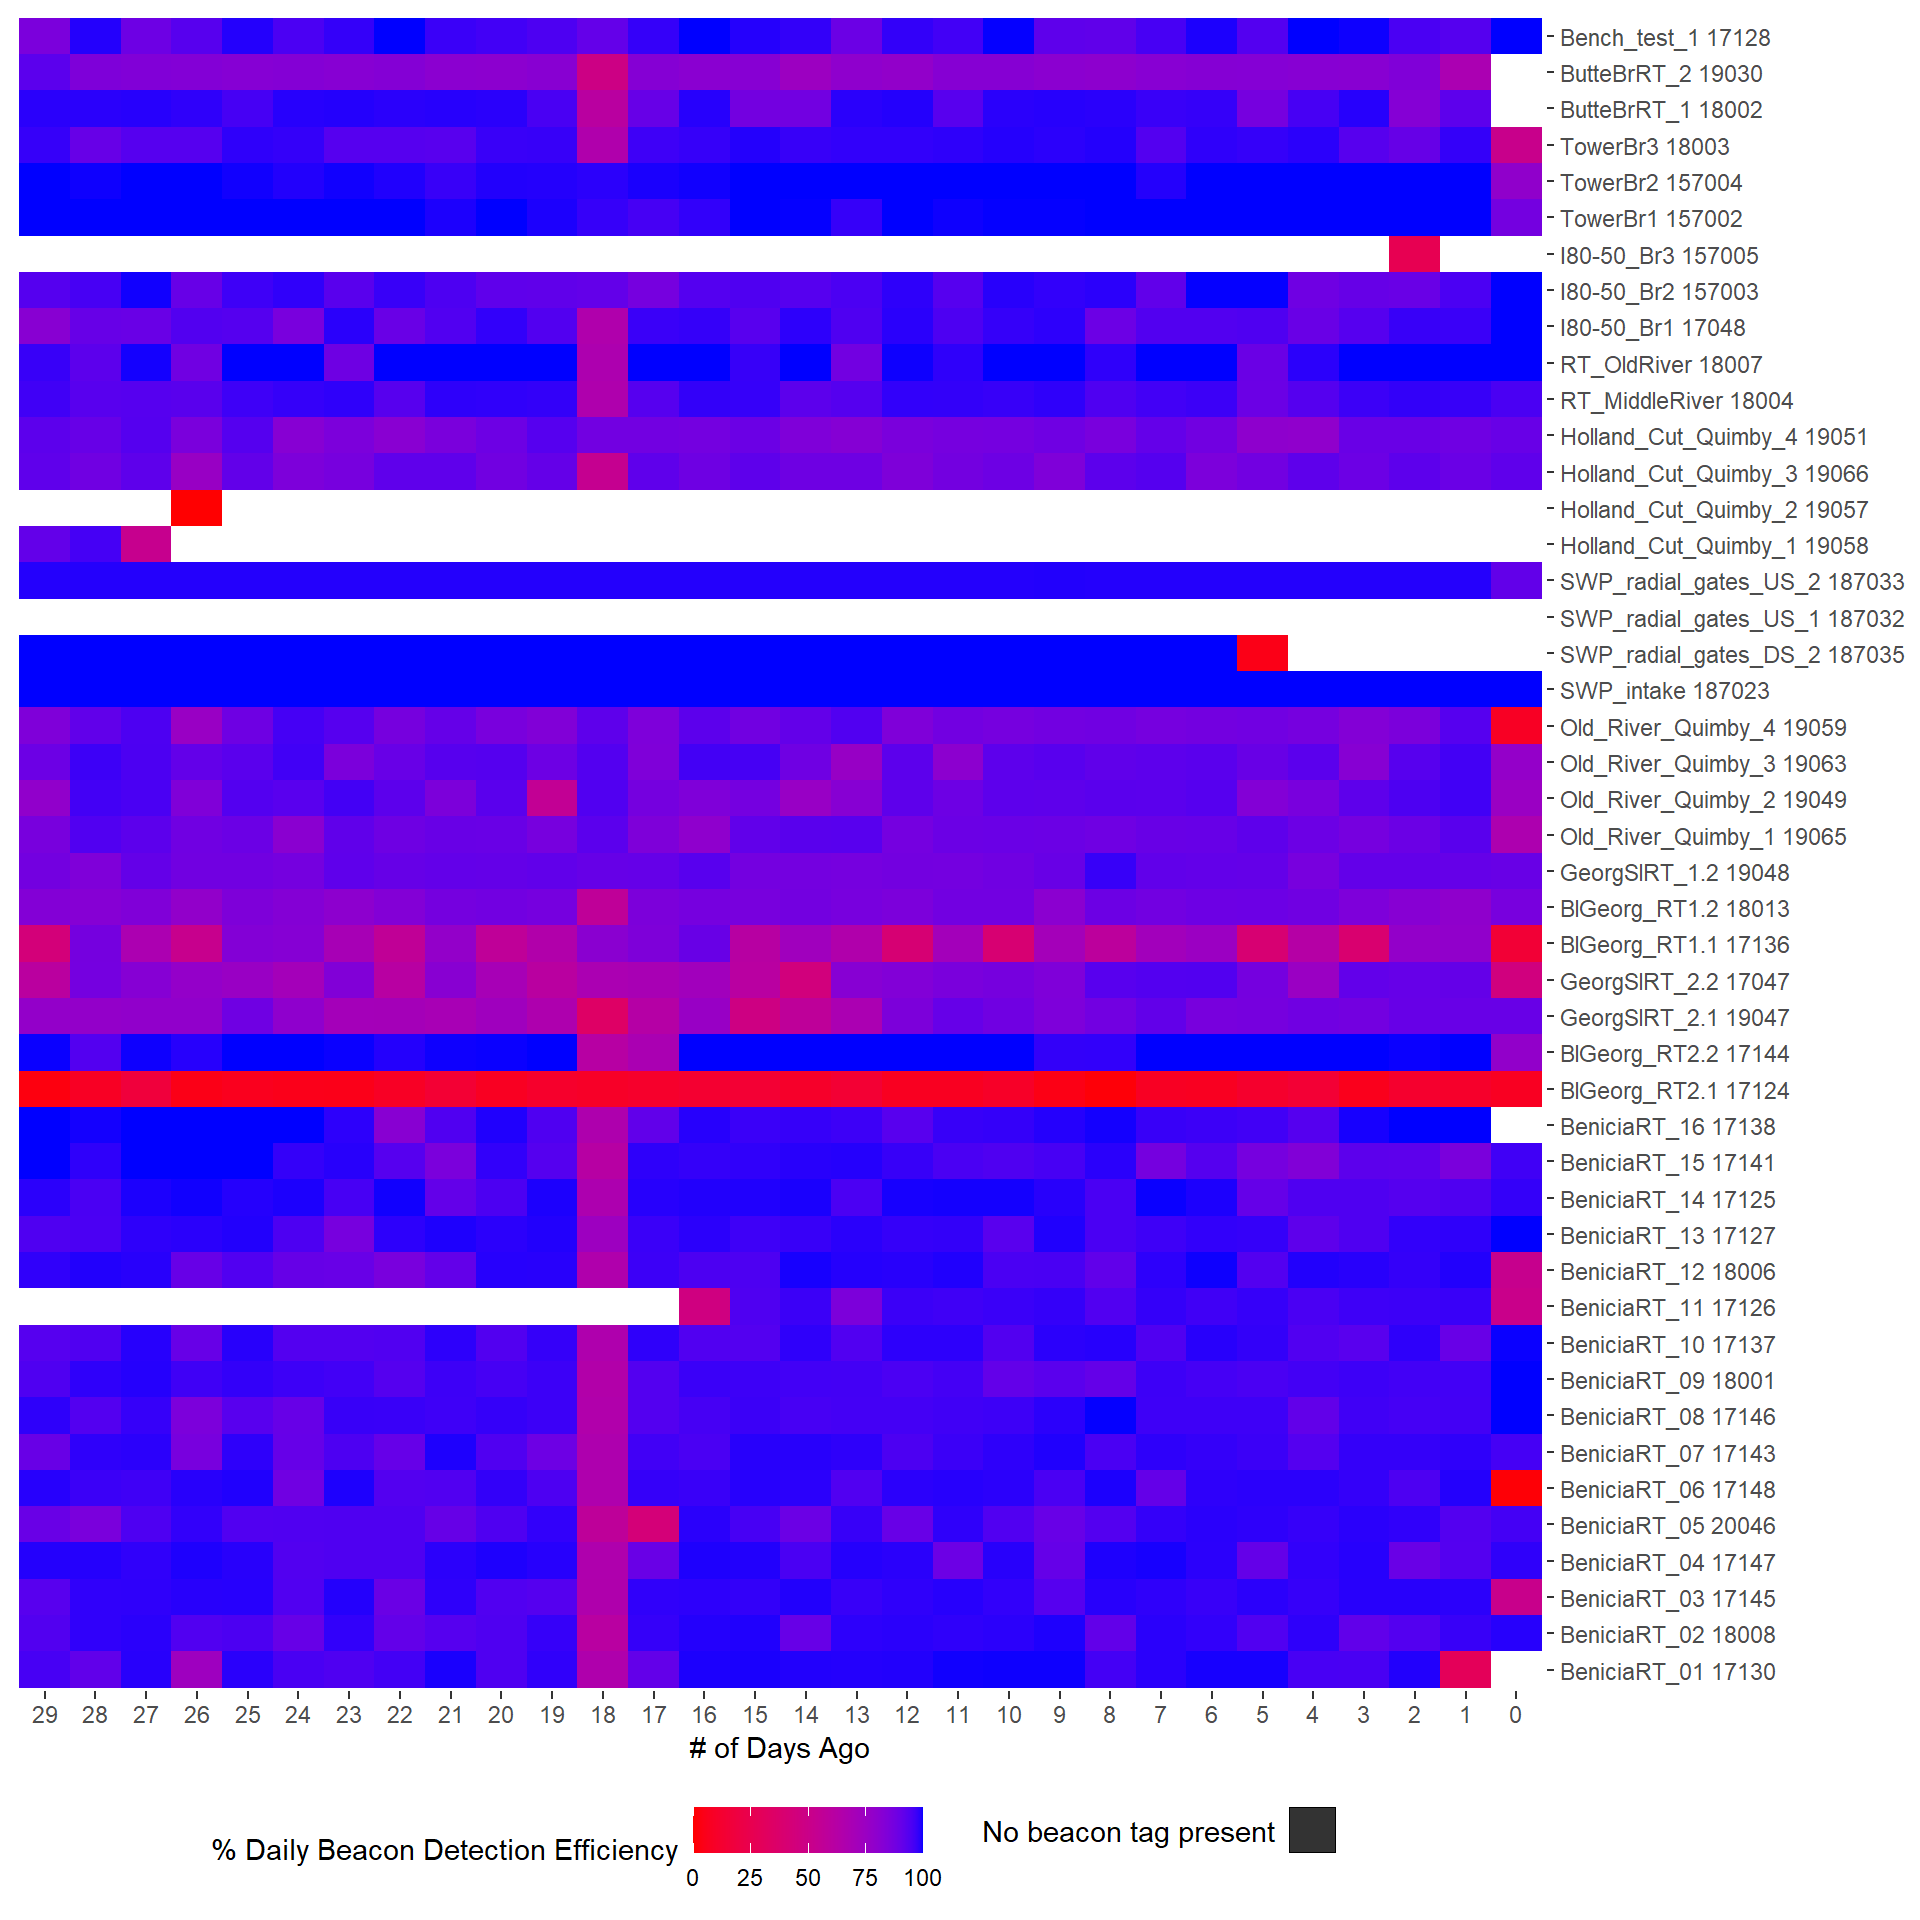 Bench_test_1 17128
ButteBrRT_2 19030
ButteBrRT_1 18002
TowerBr3 18003
TowerBr2 157004
TowerBr1 157002
I80-50_Br3 157005
I80-50_Br2 157003
I80-50_Br1 17048
RT_OldRiver 18007
RT_MiddleRiver 18004
Holland_Cut_Quimby_4 19051
Holland_Cut_Quimby_3 19066
Holland_Cut_Quimby_2 19057
Holland_Cut_Quimby_1 19058
SWP_radial_gates_US_2 187033
SWP_radial_gates_US_1 187032
SWP_radial_gates_DS_2 187035
SWP_intake 187023
Old_River_Quimby_4 19059
Old_River_Quimby_3 19063
Old_River_Quimby_2 19049
Old_River_Quimby_1 19065
GeorgSlRT_1.2 19048
BlGeorg_RT1.2 18013
BlGeorg_RT1.1 17136
GeorgSlRT_2.2 17047
GeorgSlRT_2.1 19047
BlGeorg_RT2.2 17144
BlGeorg_RT2.1 17124
BeniciaRT_16 17138
BeniciaRT_15 17141
BeniciaRT_14 17125
BeniciaRT_13 17127
BeniciaRT_12 18006
BeniciaRT_11 17126
BeniciaRT_10 17137
BeniciaRT_09 18001
BeniciaRT_08 17146
BeniciaRT_07 17143
BeniciaRT_06 17148
BeniciaRT_05 20046
BeniciaRT_04 17147
BeniciaRT_03 17145
BeniciaRT_02 18008
BeniciaRT_01 17130
29 28 27 26 25 24 23 22 21 20 19 18 17 16 15 14 13 12 11 10 9 8 7 6 5 4 3 2 1 0
# of Days Ago
% Daily Beacon Detection Efficiency
0 25 50 75 100
No beacon tag present